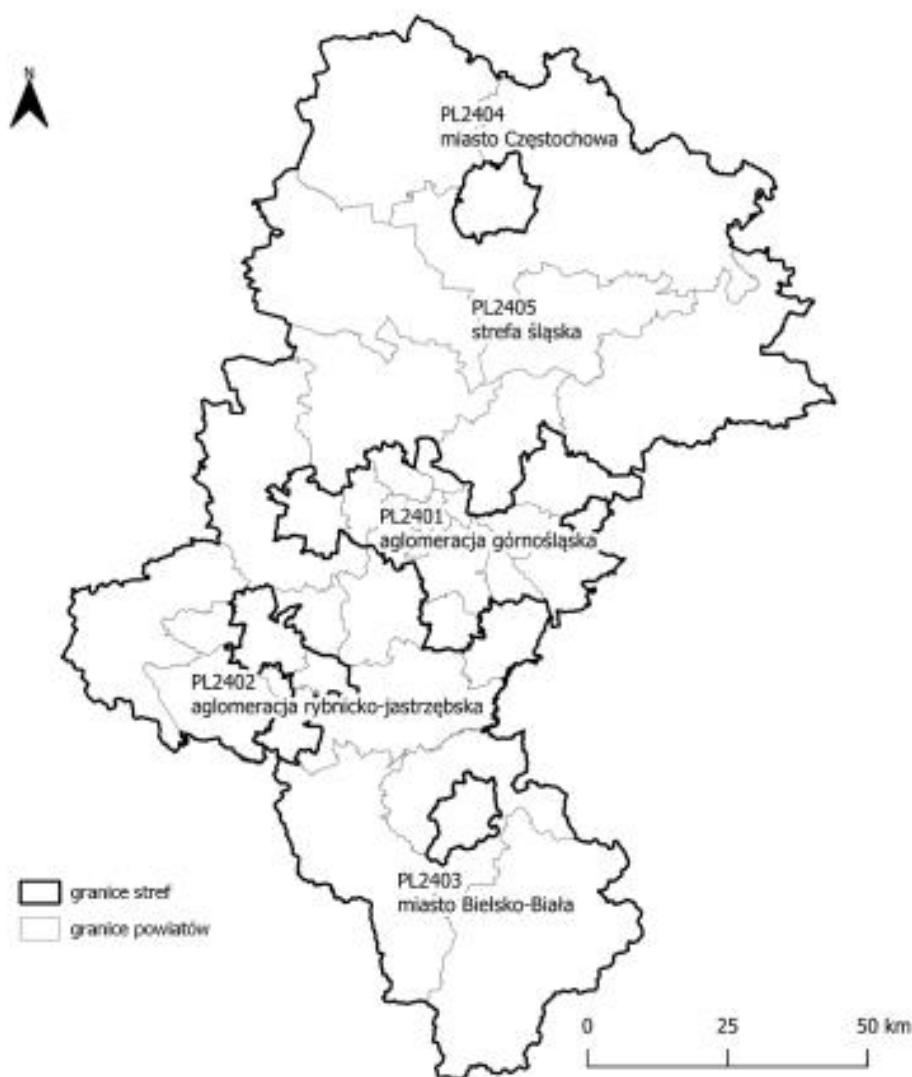 N
PL2404
miasto Częstochowa
PL2405
strefa śląska
PL2401
aglomeracja górnośląska
PL2402
aglomeracja rybnicko-jastrzębska
PL2403
miasto Bielsko-Biała
granice stref
granice powiatów
0 25 50 km